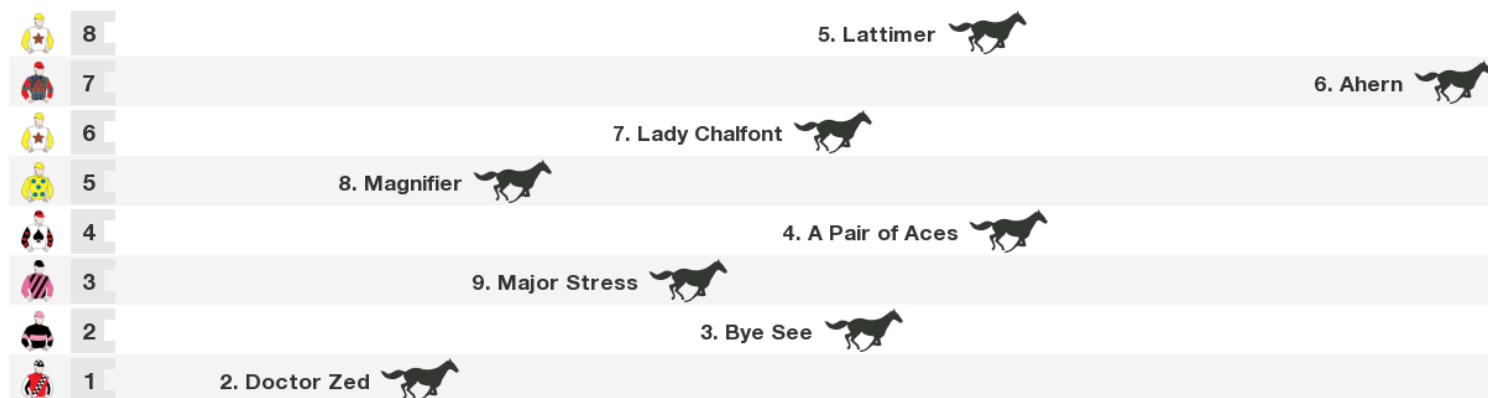 8 5. Lattimer
7 6. Ahern
6 7. Lady Chalfont
5 8. Magnifier
4 4. A Pair of Aces
3 9. Major Stress
2 3. Bye See
1 2. Doctor Zed